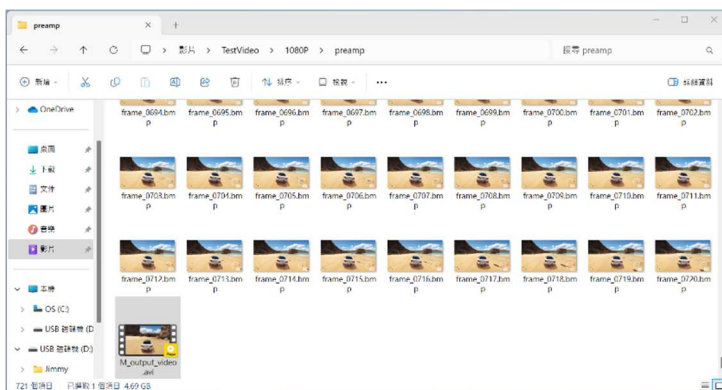 preamp
影片 > TestVideo > 1080P > preamp
搜尋 preamp
新增
排序
檢視
詳細資料
OneDrive
frame_0694.bmp
frame_0695.bmp
frame_0696.bmp
frame_0697.bmp
frame_0698.bmp
frame_0699.bmp
frame_0700.bmp
frame_0701.bmp
frame_0702.bmp
桌面
下載
文件
圖片
音樂
影片
frame_0703.bmp
frame_0704.bmp
frame_0705.bmp
frame_0706.bmp
frame_0707.bmp
frame_0708.bmp
frame_0709.bmp
frame_0710.bmp
frame_0711.bmp
frame_0712.bmp
frame_0713.bmp
frame_0714.bmp
frame_0715.bmp
frame_0716.bmp
frame_0717.bmp
frame_0718.bmp
frame_0719.bmp
frame_0720.bmp
本機
OS (C:)
USB 磁碟機 (D
USB 磁碟機 (D:)
Jimmy
M_output_video
.avi
721 個項目 已選取 1 個項目 4.69 GB